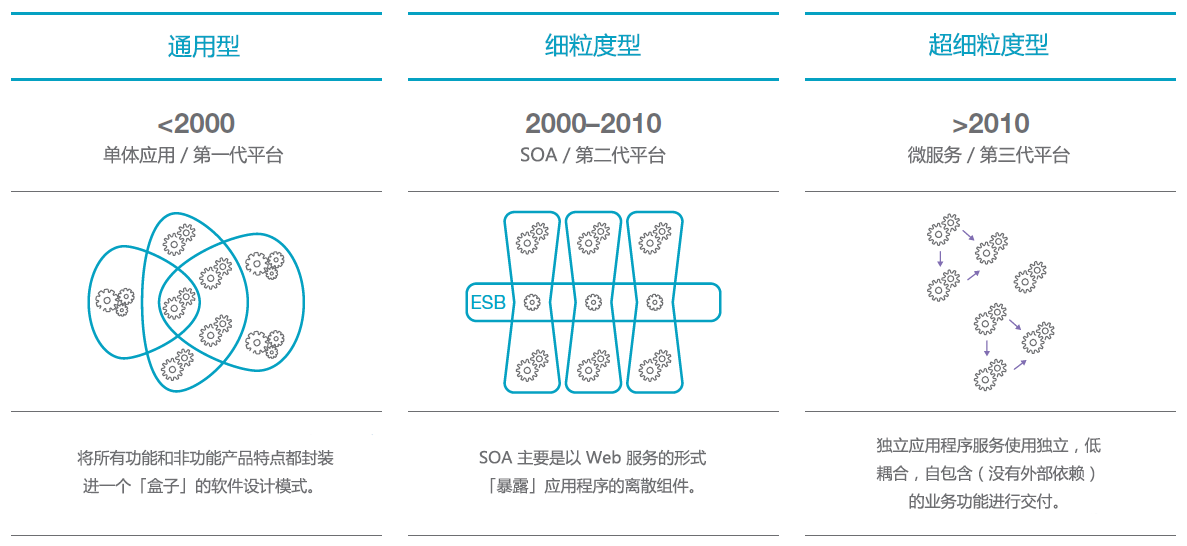 通用型
<2000
单体应用 / 第一代平台
将所有功能和非功能产品特点都封装
进一个「盒子」的软件设计模式。
细粒度型
2000–2010
SOA / 第二代平台
ESB
SOA 主要是以 Web 服务的形式
「暴露」应用程序的离散组件。
超细粒度型
>2010
微服务 / 第三代平台
独立应用程序服务使用独立，低
耦合，自包含（没有外部依赖）
的业务功能进行交付。